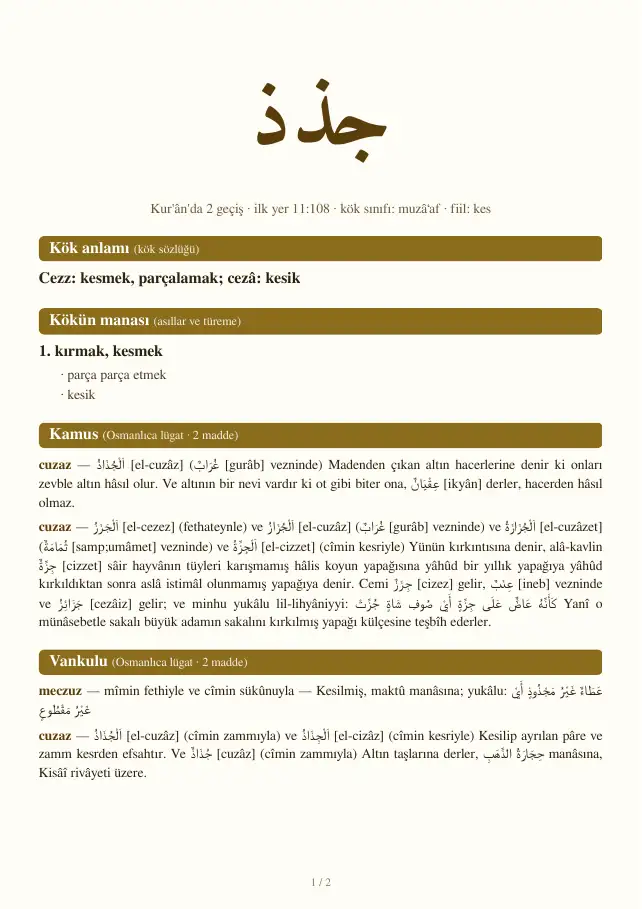 جذذ
Kur'ân'da 2 geçiş · ilk yer 11:108 · kök sınıfı: muzâ'af · fiil: kes
Kök anlamı (kök sözlüğü)
Cezz: kesmek, parçalamak; cezâ: kesik
Kökün manası (asıllar ve türeme)
1. kırmak, kesmek
· parça parça etmek
· kesik
Kamus (Osmanlıca lügat · 2 madde)
cuzaz — اَلْجُذَاذُ [el-cuzâz] (غُرَابٌ [gurâb] vezninde) Madenden çıkan altın hacerlerine denir ki onları
zevble altın hâsıl olur. Ve altının bir nevi vardır ki ot gibi biter ona, عِقْيَانٌ [ikyân] derler, hacerden hâsıl
olmaz.
cuzaz — اَلْجَزَزُ [el-cezez] (fethateynle) ve اَلْجُزَازُ [el-cuzâz] (غُرَابٌ [gurâb] vezninde) ve اَلْجُزَازَةُ [el-cuzâzet]
(ثُمَامَةٌ [samp;umâmet] vezninde) ve اَلْجِزَّةُ [el-cizzet] (cîmin kesriyle) Yünün kırkıntısına denir, alâ-kavlin
جِزَّةٌ [cizzet] sâir hayvânın tüyleri karışmamış hâlis koyun yapağısına yâhûd bir yıllık yapağıya yâhûd
kırkıldıktan sonra aslâ istimâl olunmamış yapağıya denir. Cemi جِزَزٌ [cizez] gelir, عِنَبٌ [ineb] vezninde
ve جَزَائِزُ [cezâiz] gelir; ve minhu yukâlu lil-lihyâniyyi: كَأَنَّهُ عَاضٌّ عَلَى جِزَّةٍ أَيْ صُوفِ شَاةٍ جُزَّتْ Yanî o
münâsebetle sakalı büyük adamın sakalını kırkılmış yapağı külçesine teşbîh ederler.
Vankulu (Osmanlıca lügat · 2 madde)
meczuz — mîmin fethiyle ve cîmin sükûnuyla — Kesilmiş, maktû manâsına; yukâlu: عَطَاءً غَيْرُ مَجْذُوذٍ أَيْ
غَيْرُ مَقْطُوعٍ
cuzaz — اَلْجُذَاذُ [el-cuzâz] (cîmin zammıyla) ve اَلْجِذَاذُ [el-cizâz] (cîmin kesriyle) Kesilip ayrılan pâre ve
zamm kesrden efsahtır. Ve جُذَاذٌ [cuzâz] (cîmin zammıyla) Altın taşlarına derler, حِجَارَةُ الذَّهَبِ manâsına,
Kisâî rivâyeti üzere.
1 / 2